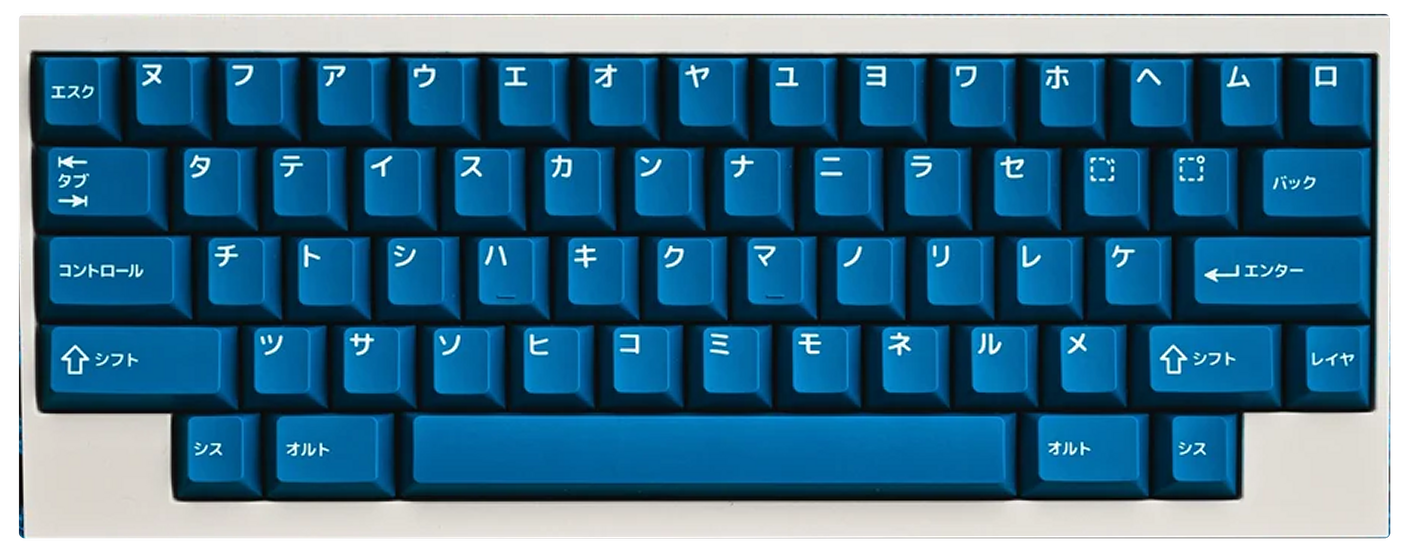 エスク ヌ フ ア ウ エ オ ヤ ユ ヨ ワ ホ ヘ ム ロ
タブ タ テ イ ス カ ン ナ ニ ラ セ ゛ ゜ バック
コントロール チ ト シ ハ キ ク マ ノ リ レ ケ エンター
シフト ツ サ ソ ヒ コ ミ モ ネ ル メ シフト レイヤ
シス オルト オルト シス